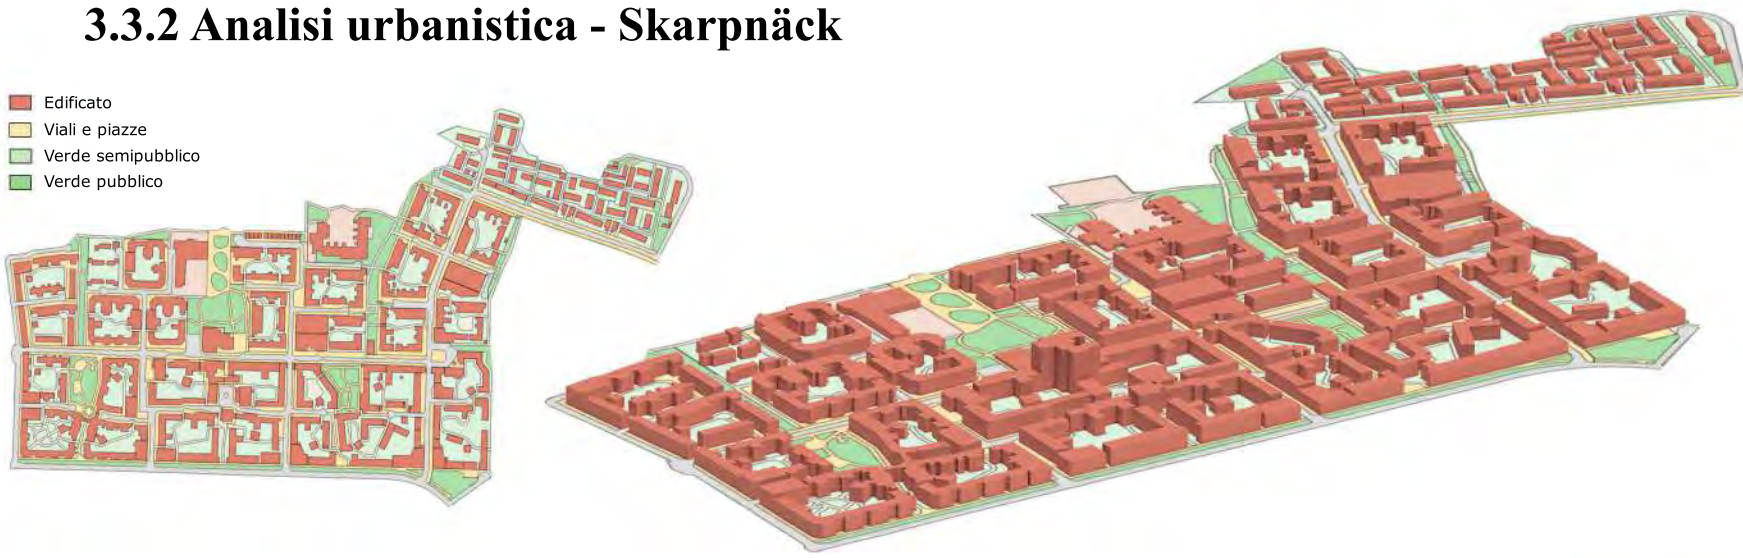 3.3.2 Analisi urbanistica - Skarpnäck
Edificato
Viali e piazze
Verde semipubblico
Verde pubblico